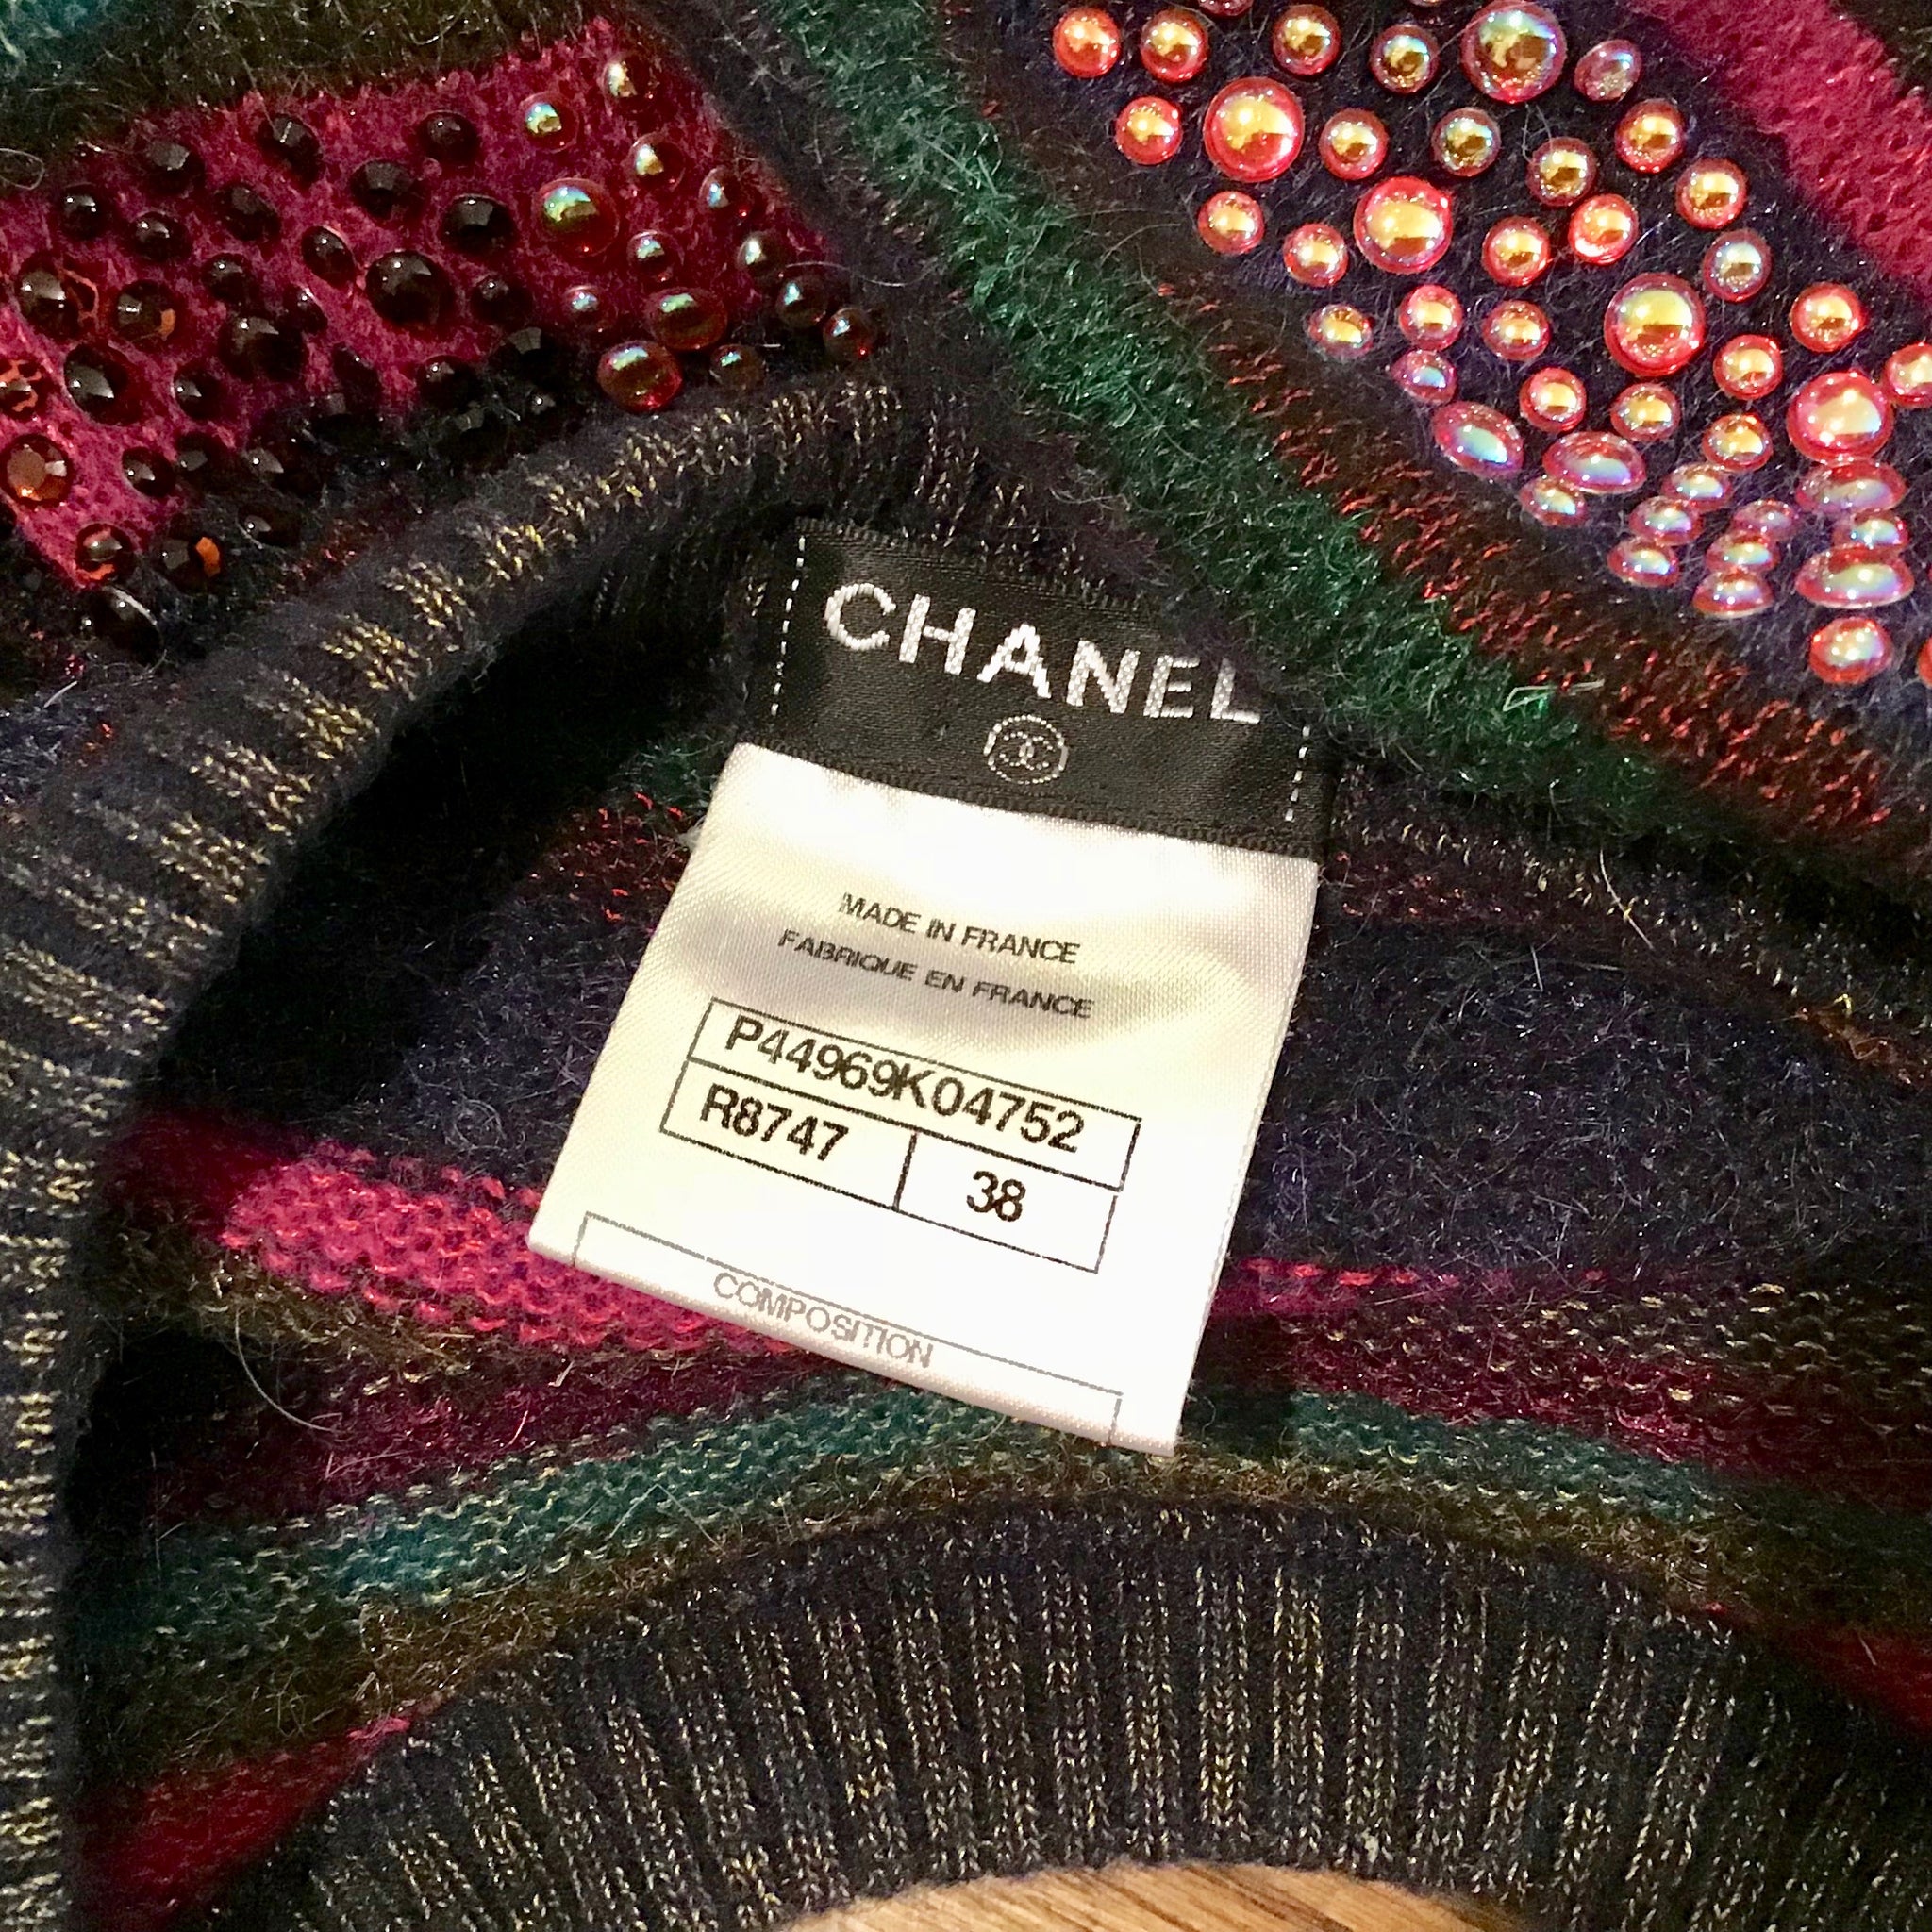 CHANEL
MADE IN FRANCE
FABRIQUE EN FRANCE
P44969K04752
R8747 38
COMPOSITION